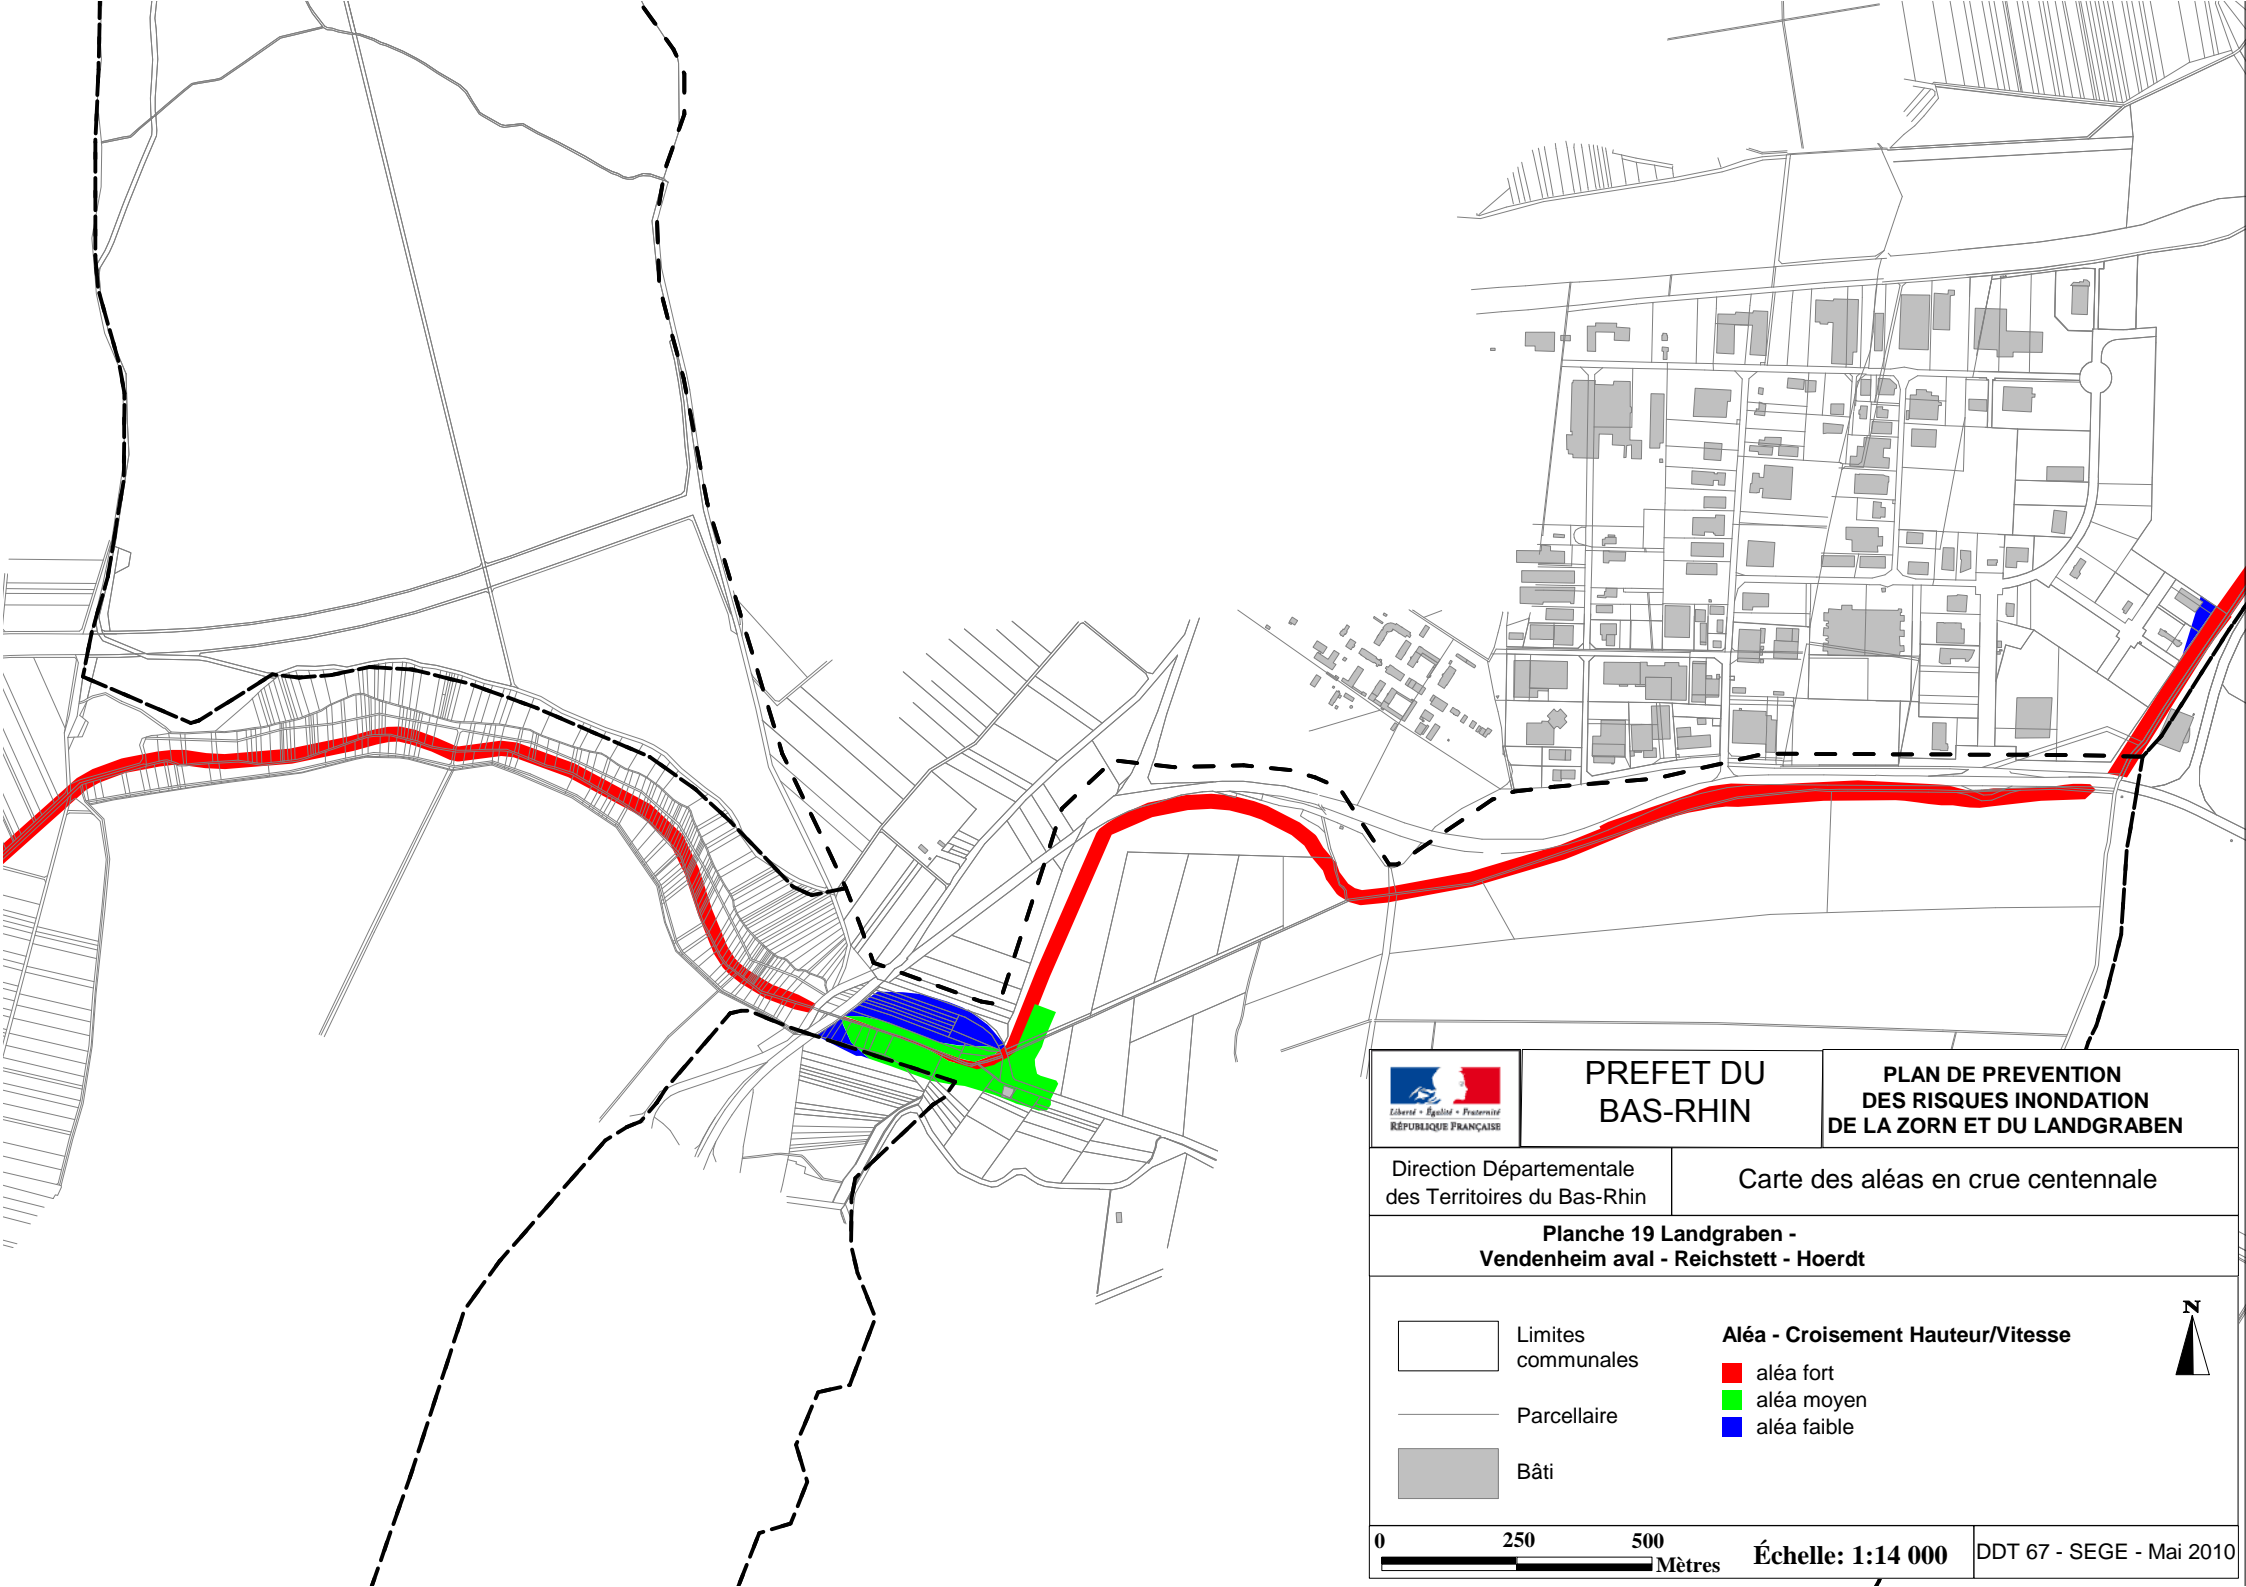 Liberté • Égalité • Fraternité
RÉPUBLIQUE FRANÇAISE
PREFET DU
BAS-RHIN
PLAN DE PREVENTION
DES RISQUES INONDATION
DE LA ZORN ET DU LANDGRABEN
Direction Départementale
des Territoires du Bas-Rhin
Carte des aléas en crue centennale
Planche 19 Landgraben -
Vendenheim aval - Reichstett - Hoerdt
Limites
communales
Parcellaire
Bâti
Aléa - Croisement Hauteur/Vitesse
aléa fort
aléa moyen
aléa faible
N
0 250 500
Mètres
Échelle: 1:14 000
DDT 67 - SEGE - Mai 2010